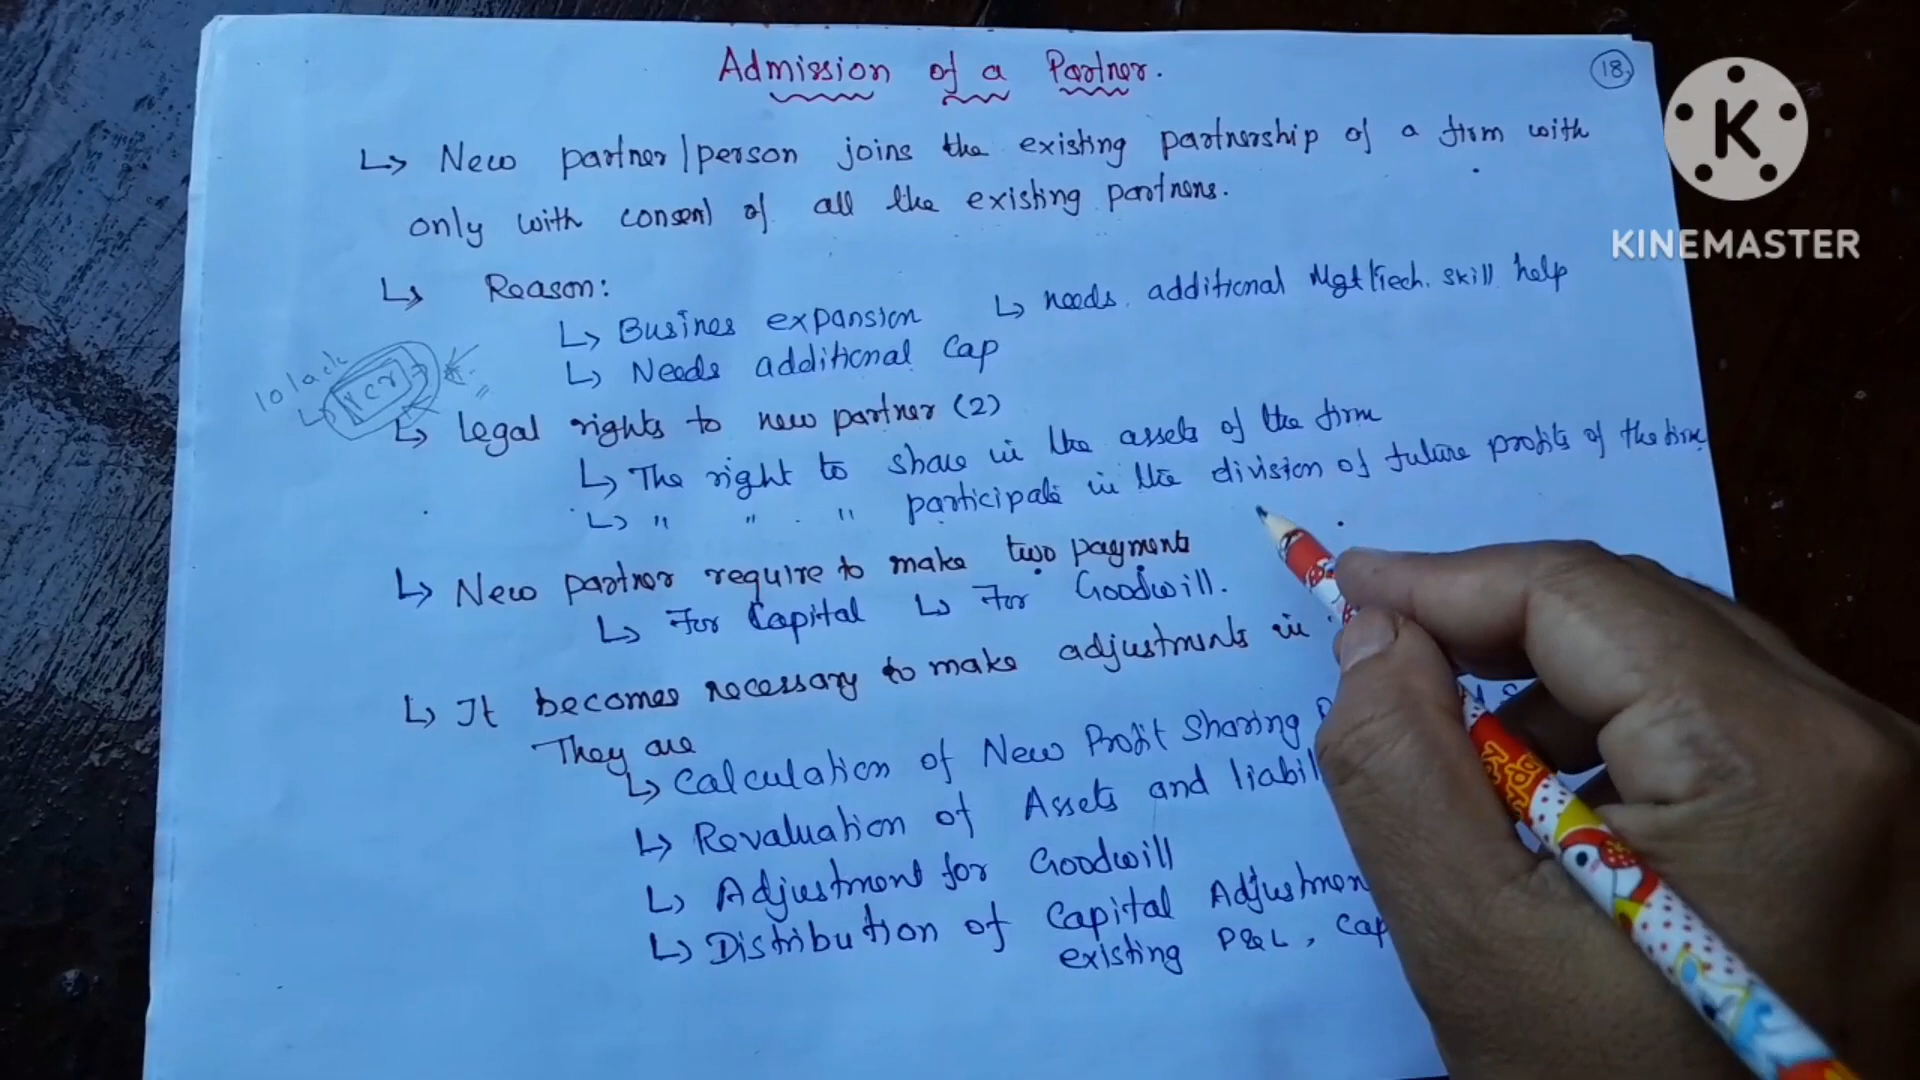 Admission of a Partner.
18
KINEMASTER
↳ New partner/person joins the existing partnership of a firm with
only with consent of all the existing partners.
↳ Reason:
↳ Busines expansion ↳ needs additional Mgt/Tech. skill help
↳ Needs additional Cap
10 lack
1 cr
↳ Legal rights to new partner (2)
↳ The right to share in the assets of the firm
↳ " " " participate in the division of future profits of the firm
↳ New partner require to make two payments
↳ For Capital ↳ For Goodwill.
↳ It becomes necessary to make adjustments in
They are
↳ Calculation of New Profit Sharing
↳ Revaluation of Assets and liabil
↳ Adjustment for Goodwill
↳ Distribution of Capital Adjustmen
existing P&L, Cap